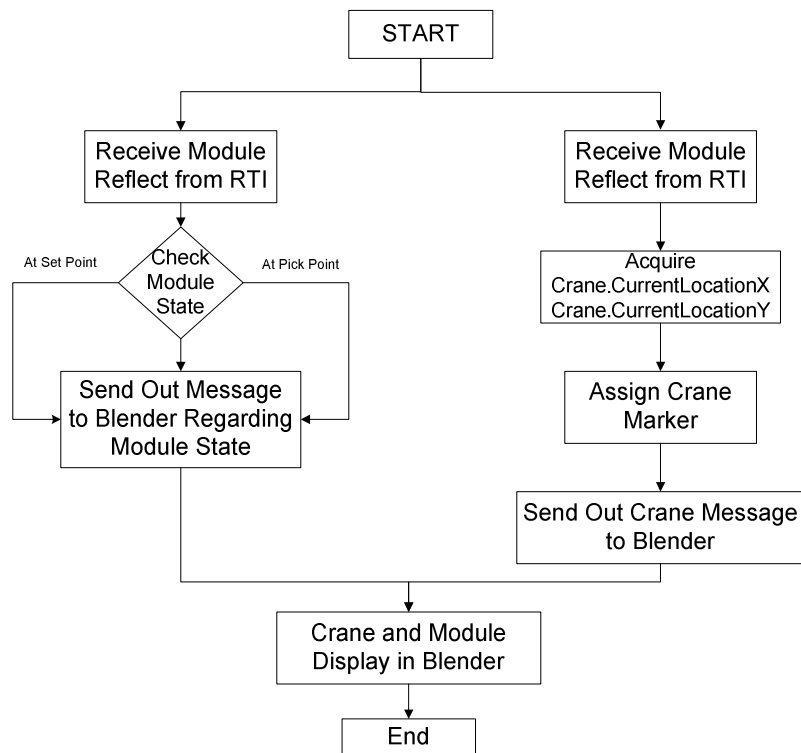 START
Receive Module
Reflect from RTI
Receive Module
Reflect from RTI
At Set Point
Check
Module
State
At Pick Point
Acquire
Crane.CurrentLocationX
Crane.CurrentLocationY
Send Out Message
to Blender Regarding
Module State
Assign Crane
Marker
Send Out Crane Message
to Blender
Crane and Module
Display in Blender
End